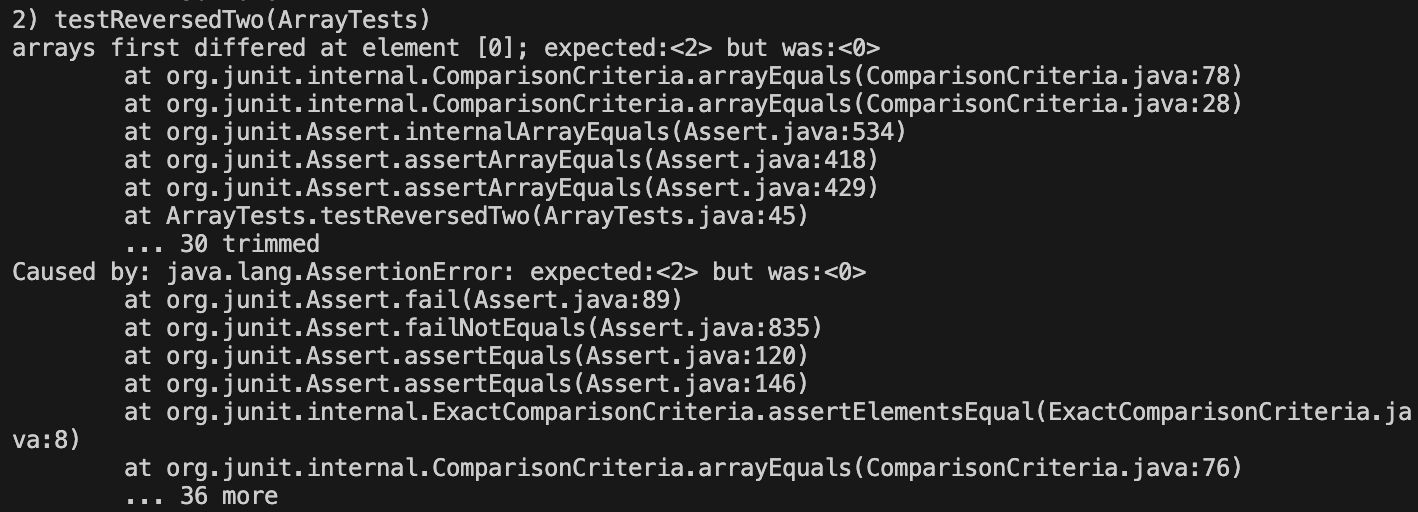 2) testReversedTwo(ArrayTests)
arrays first differed at element [0]; expected:<2> but was:<0>
        at org.junit.internal.ComparisonCriteria.arrayEquals(ComparisonCriteria.java:78)
        at org.junit.internal.ComparisonCriteria.arrayEquals(ComparisonCriteria.java:28)
        at org.junit.Assert.internalArrayEquals(Assert.java:534)
        at org.junit.Assert.assertArrayEquals(Assert.java:418)
        at org.junit.Assert.assertArrayEquals(Assert.java:429)
        at ArrayTests.testReversedTwo(ArrayTests.java:45)
        ... 30 trimmed
Caused by: java.lang.AssertionError: expected:<2> but was:<0>
        at org.junit.Assert.fail(Assert.java:89)
        at org.junit.Assert.failNotEquals(Assert.java:835)
        at org.junit.Assert.assertEquals(Assert.java:120)
        at org.junit.Assert.assertEquals(Assert.java:146)
        at org.junit.internal.ExactComparisonCriteria.assertElementsEqual(ExactComparisonCriteria.ja
va:8)
        at org.junit.internal.ComparisonCriteria.arrayEquals(ComparisonCriteria.java:76)
        ... 36 more